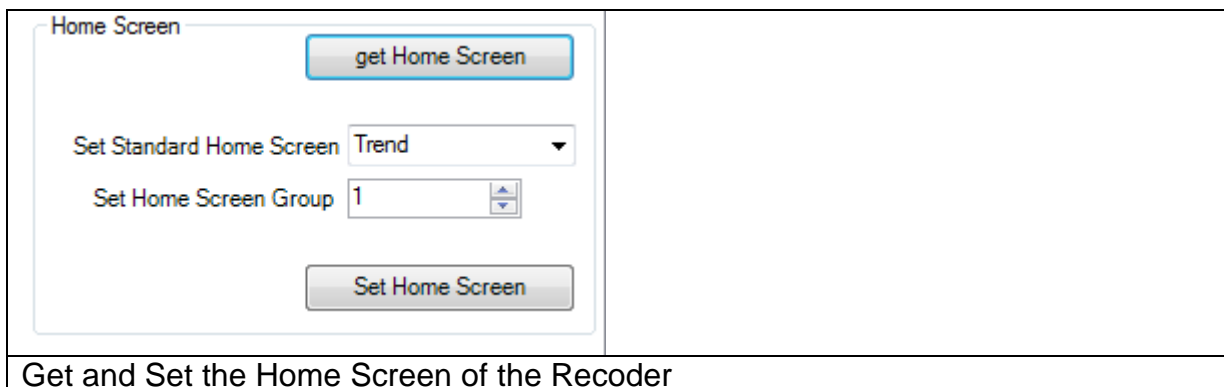 Home Screen
get Home Screen
Set Standard Home Screen Trend
Set Home Screen Group 1
Set Home Screen
Get and Set the Home Screen of the Recoder